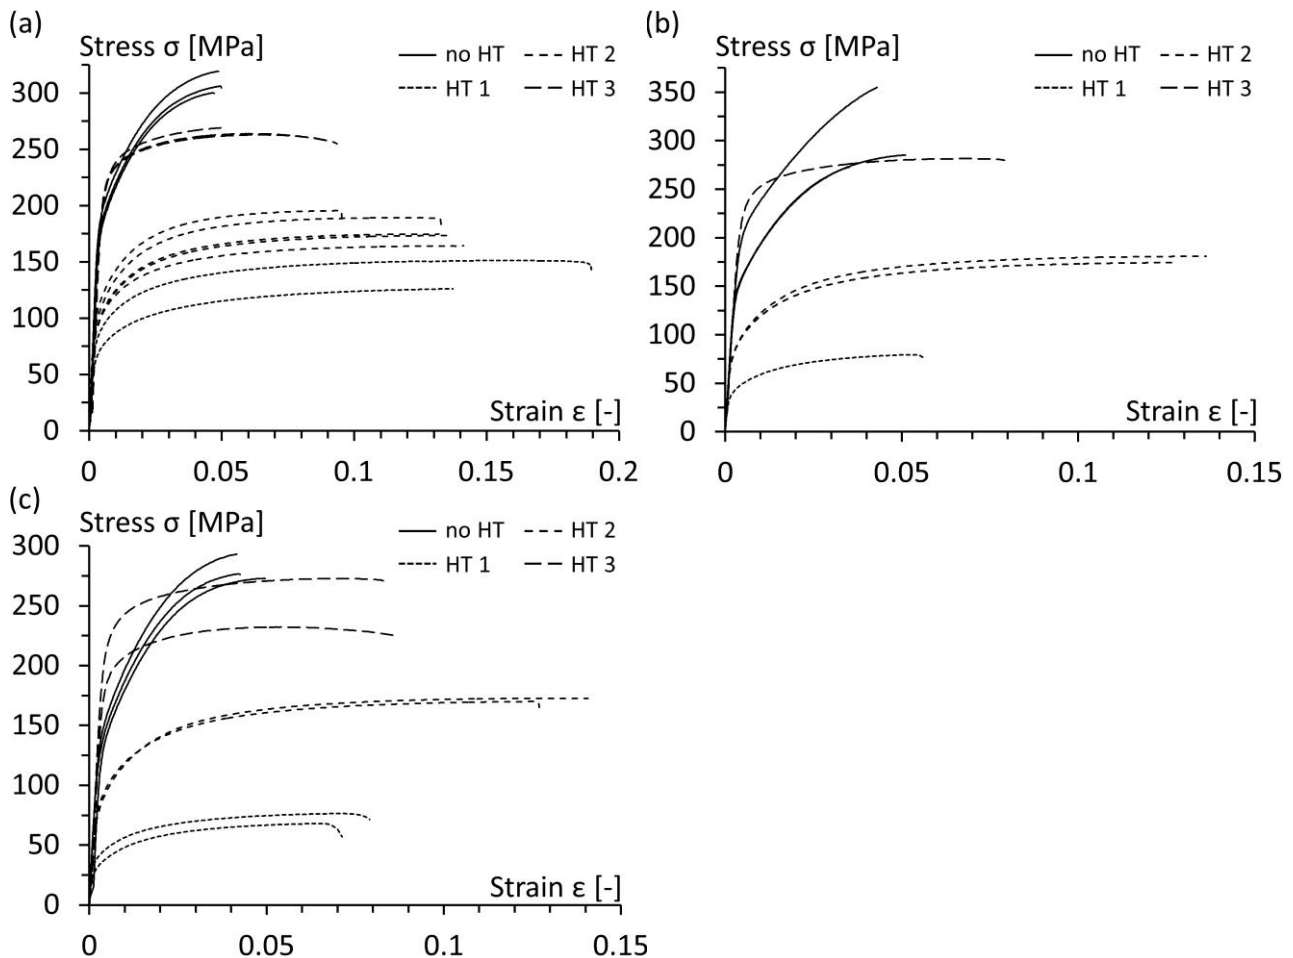 (a)
Stress σ [MPa]
no HT
HT 2
HT 1
HT 3
300
250
200
150
100
50
0
Strain ε [-]
0 0.05 0.1 0.15 0.2
(b)
Stress σ [MPa]
no HT
HT 2
HT 1
HT 3
350
300
250
200
150
100
50
0
Strain ε [-]
0 0.05 0.1 0.15
(c)
Stress σ [MPa]
no HT
HT 2
HT 1
HT 3
300
250
200
150
100
50
0
Strain ε [-]
0 0.05 0.1 0.15